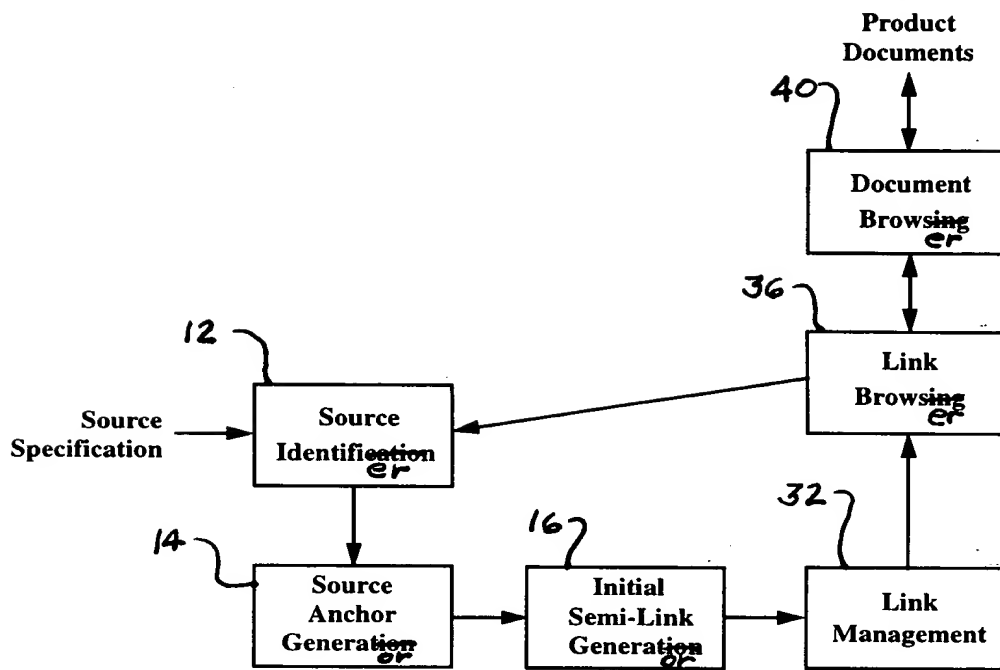 Product
Documents
40
Document
Browsing
er
36
Link
Browsing
er
12
Source
Identification
er
Source
Specification
14
Source
Anchor
Generation
or
16
Initial
Semi-Link
Generation
or
32
Link
Management